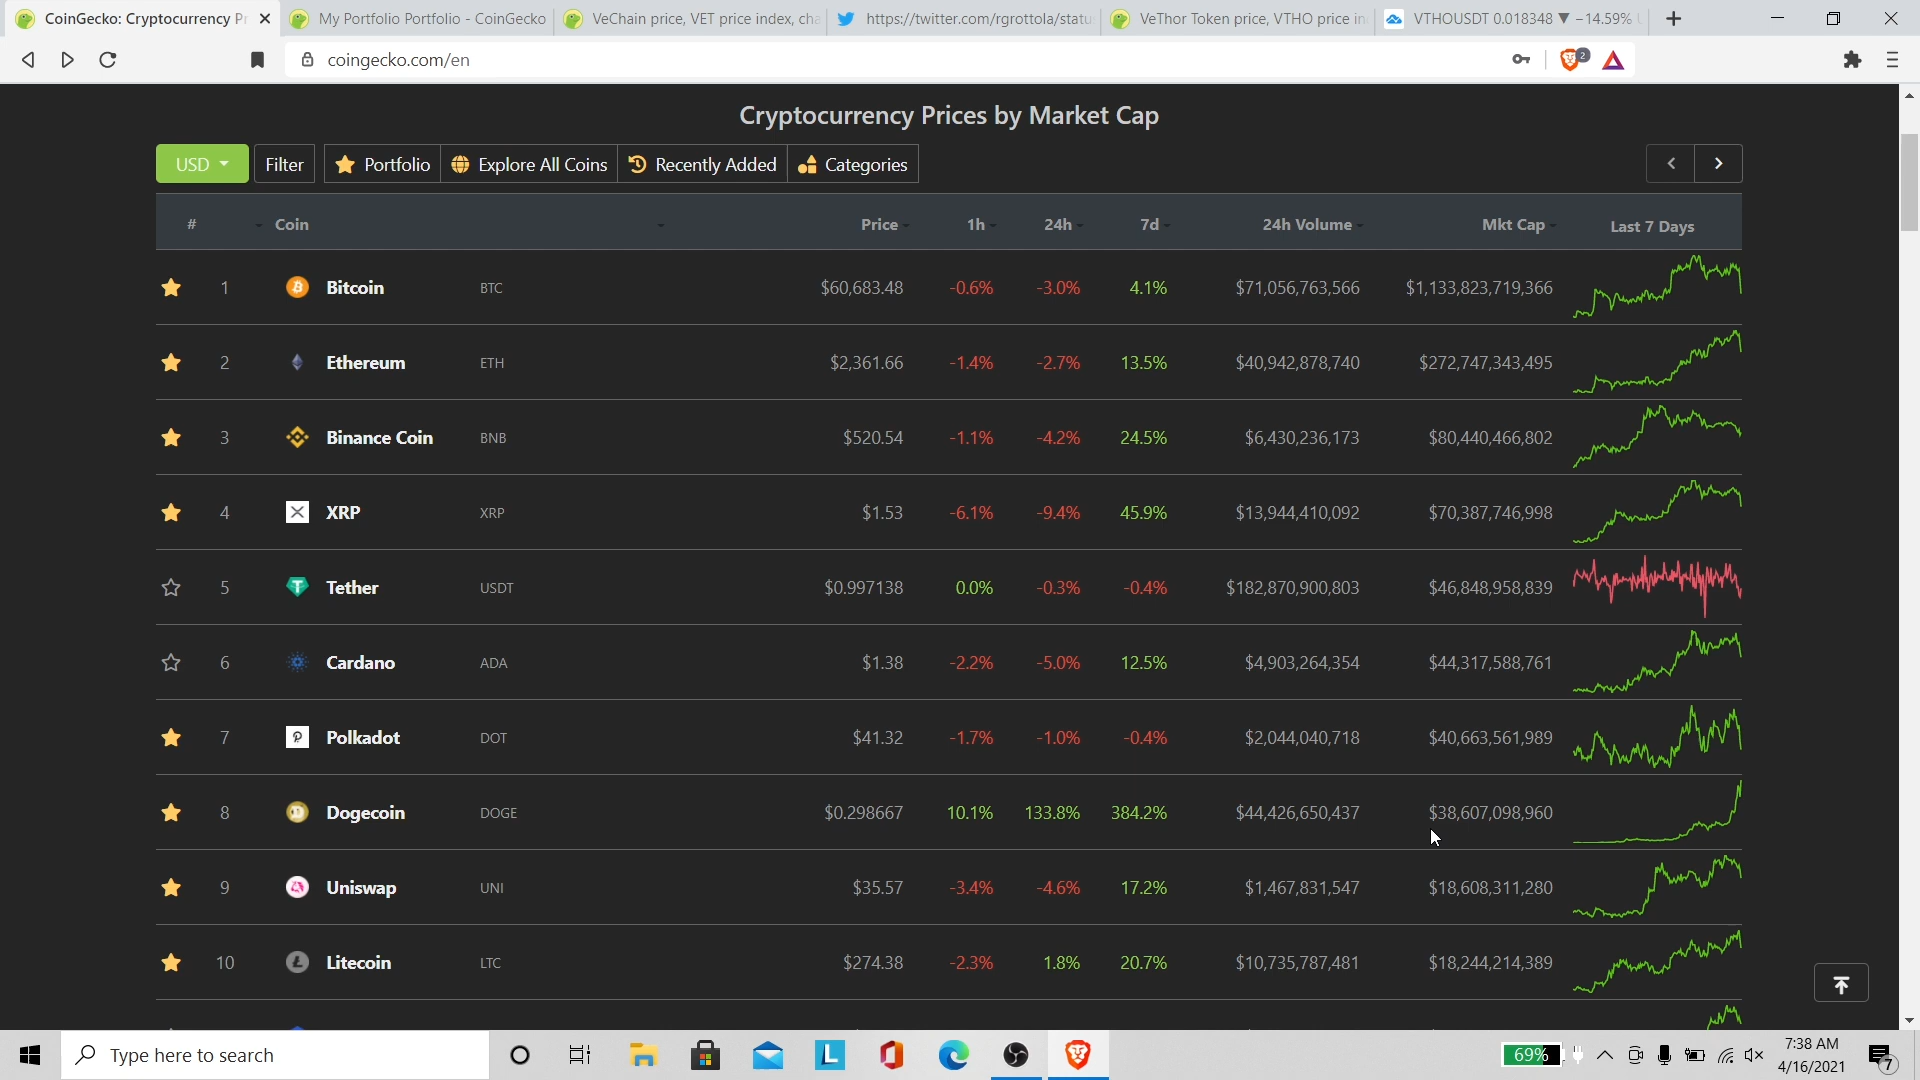 CoinGecko: Cryptocurrency Pr
My Portfolio Portfolio - CoinGecko
VeChain price, VET price index, cha
https://twitter.com/rgrottola/statu
VeThor Token price, VTHO price in
VTHOUSDT 0.018348 ▼ −14.59%
coingecko.com/en
2
Cryptocurrency Prices by Market Cap
USD Filter Portfolio Explore All Coins Recently Added Categories
# Coin Price 1h 24h 7d 24h Volume Mkt Cap Last 7 Days
1 Bitcoin BTC $60,683.48 -0.6% -3.0% 4.1% $71,056,763,566 $1,133,823,719,366
2 Ethereum ETH $2,361.66 -1.4% -2.7% 13.5% $40,942,878,740 $272,747,343,495
3 Binance Coin BNB $520.54 -1.1% -4.2% 24.5% $6,430,236,173 $80,440,466,802
4 XRP XRP $1.53 -6.1% -9.4% 45.9% $13,944,410,092 $70,387,746,998
5 Tether USDT $0.997138 0.0% -0.3% -0.4% $182,870,900,803 $46,848,958,839
6 Cardano ADA $1.38 -2.2% -5.0% 12.5% $4,903,264,354 $44,317,588,761
7 Polkadot DOT $41.32 -1.7% -1.0% -0.4% $2,044,040,718 $40,663,561,989
8 Dogecoin DOGE $0.298667 10.1% 133.8% 384.2% $44,426,650,437 $38,607,098,960
9 Uniswap UNI $35.57 -3.4% -4.6% 17.2% $1,467,831,547 $18,608,311,280
10 Litecoin LTC $274.38 -2.3% 1.8% 20.7% $10,735,787,481 $18,244,214,389
Type here to search
L
69%
7:38 AM
4/16/2021
7